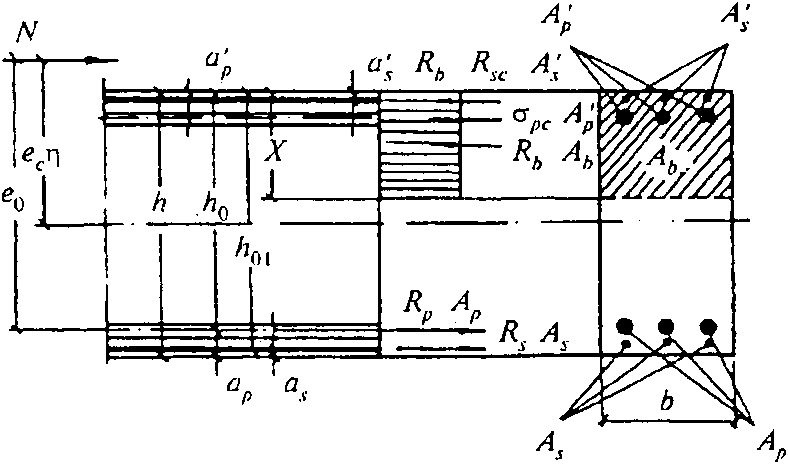 N
a'p
a's Rb Rsc A's
A'p A's
σpc A'p
Rb Ab
Ab
ecη
X
e0
h
h0
h01
Rp Ap
Rs As
ap as
As
b
Ap